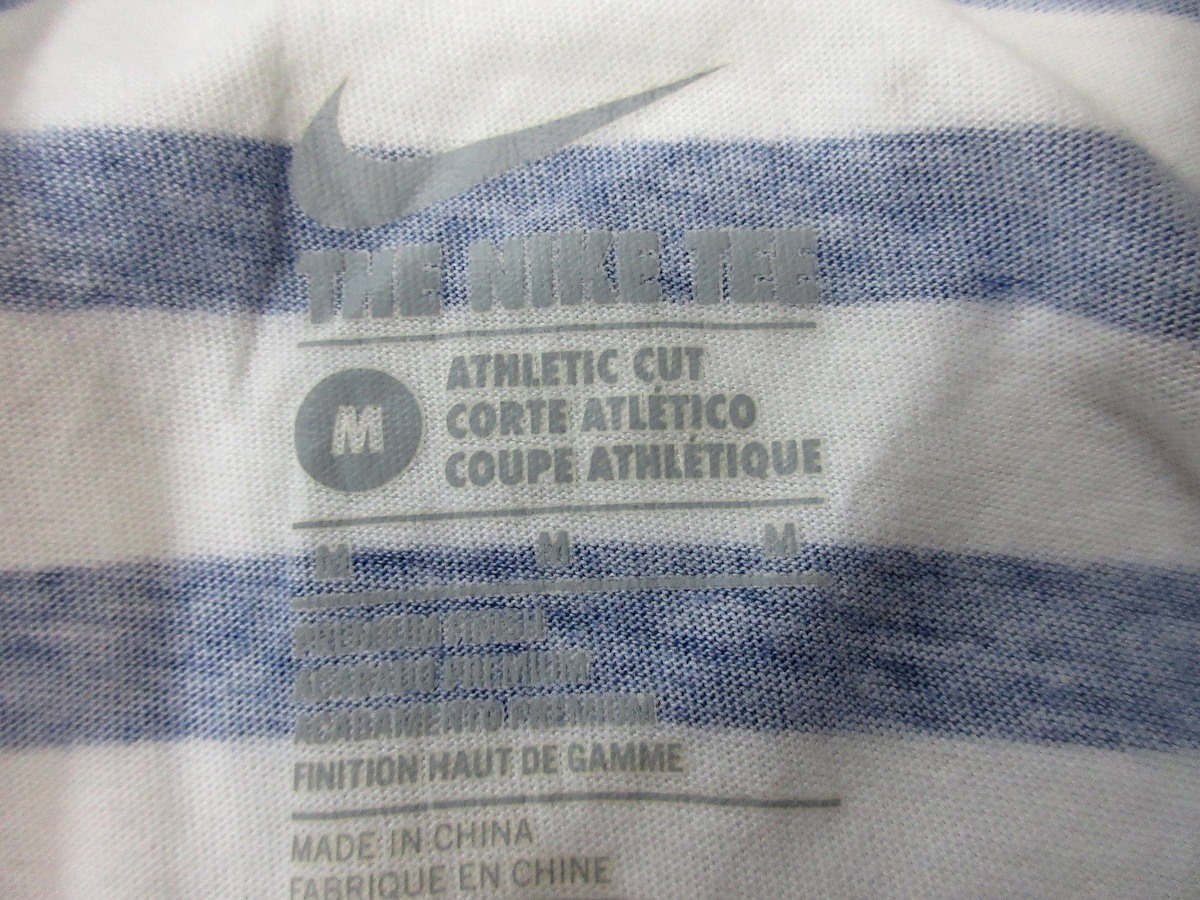 THE NIKE TEE
M
ATHLETIC CUT
CORTE ATLÉTICO
COUPE ATHLÉTIQUE
M M M
PREMIUM FINISH
ACABADO PREMIUM
ACABAMENTO PREMIUM
FINITION HAUT DE GAMME
MADE IN CHINA
FABRIQUE EN CHINE